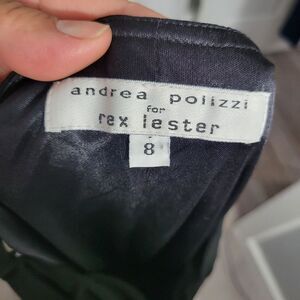 andrea polizzi
for
rex lester
8